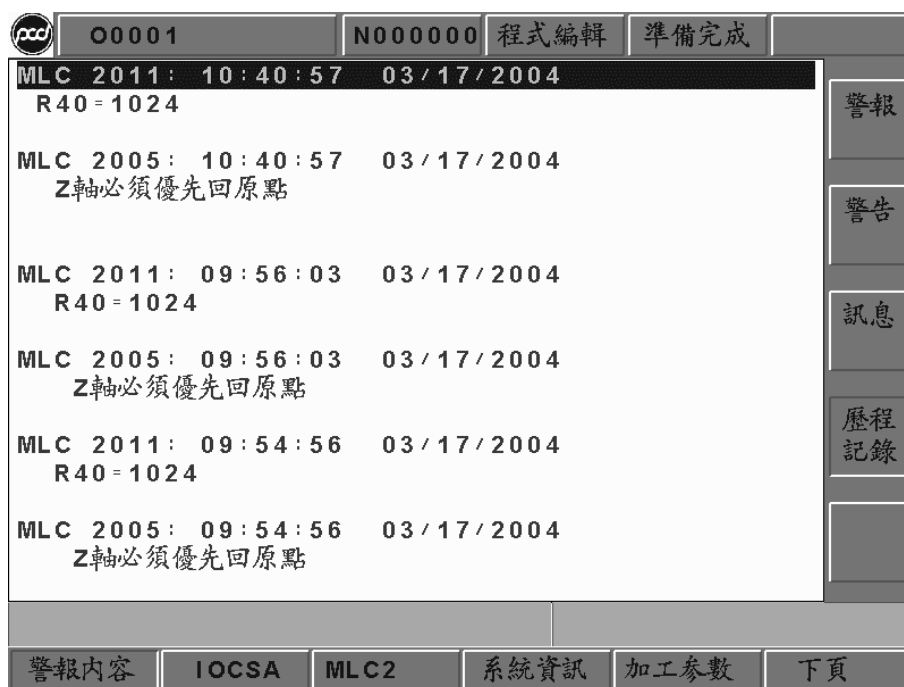 pcd O0001 N000000 程式編輯 準備完成
MLC 2011: 10:40:57 03/17/2004
R40=1024
MLC 2005: 10:40:57 03/17/2004
Z軸必須優先回原點
MLC 2011: 09:56:03 03/17/2004
R40=1024
MLC 2005: 09:56:03 03/17/2004
Z軸必須優先回原點
MLC 2011: 09:54:56 03/17/2004
R40=1024
MLC 2005: 09:54:56 03/17/2004
Z軸必須優先回原點
警報
警告
訊息
歷程
記錄
警報內容 IOCSA MLC2 系統資訊 加工參數 下頁